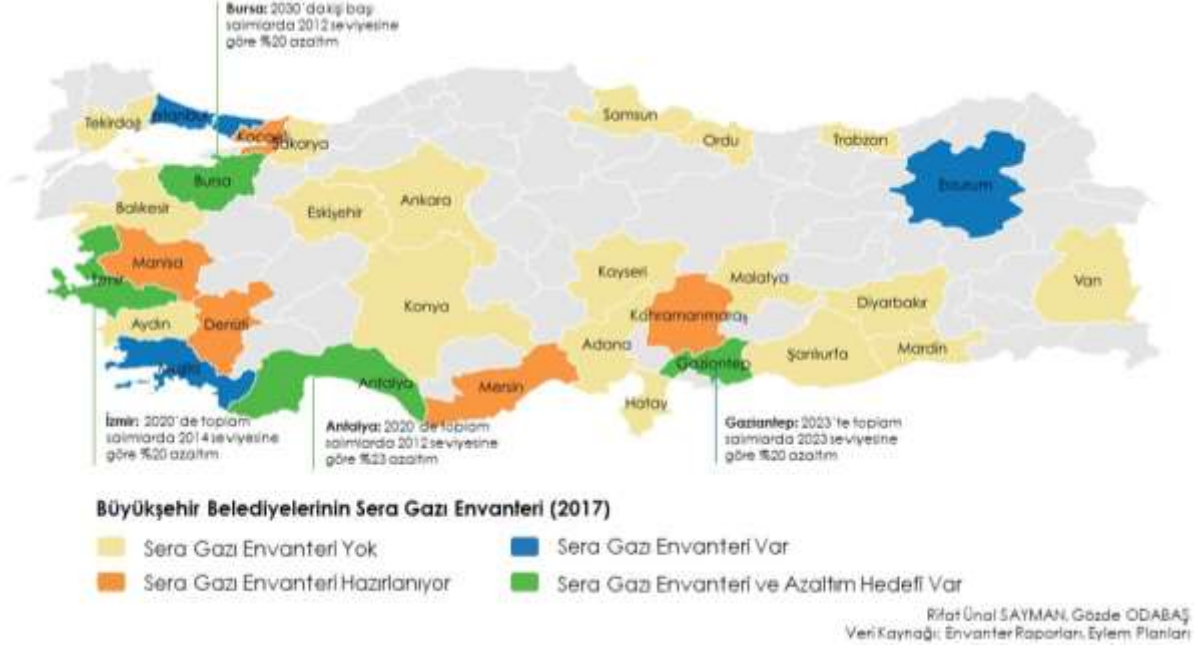 Bursa: 2030'da kişi başı
salımlarda 2012 seviyesine
göre %20 azaltım
Tekirdağ
İstanbul
Kocaeli
Sakarya
Samsun
Ordu
Trabzon
Erzurum
Bursa
Balıkesir
Eskişehir
Ankara
Manisa
İzmir
Kayseri
Malatya
Van
Konya
Diyarbakır
Aydın
Denizli
Kahramanmaraş
Adana
Şanlıurfa
Mardin
Gaziantep
Muğla
Antalya
Mersin
Hatay
İzmir: 2020'de toplam
salımlarda 2014 seviyesine
göre %20 azaltım
Antalya: 2020'de toplam
salımlarda 2012 seviyesine
göre %23 azaltım
Gaziantep: 2023'te toplam
salımlarda 2023 seviyesine
göre %20 azaltım
Büyükşehir Belediyelerinin Sera Gazı Envanteri (2017)
Sera Gazı Envanteri Yok
Sera Gazı Envanteri Var
Sera Gazı Envanteri Hazırlanıyor
Sera Gazı Envanteri ve Azaltım Hedefi Var
Rifat Ünal SAYMAN, Gözde ODABAŞ
Veri Kaynağı: Envanter Raporları, Eylem Planları